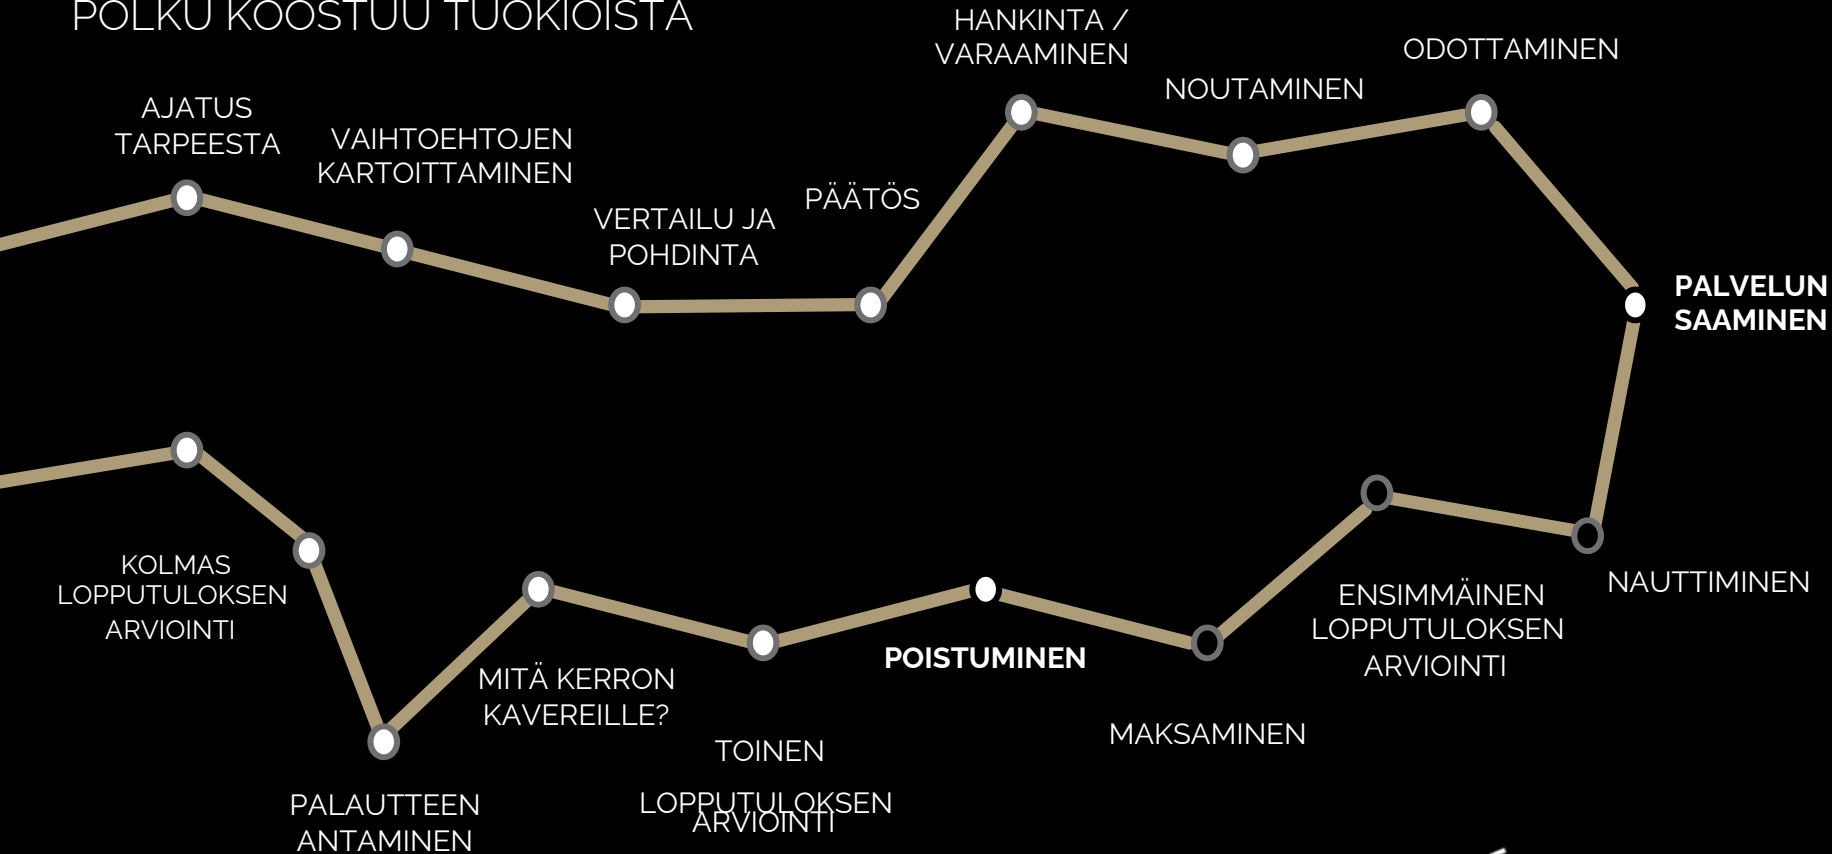 POLKU KOOSTUU TUOKIOISTA
AJATUS
TARPEESTA
VAIHTOEHTOJEN
KARTOITTAMINEN
VERTAILU JA
POHDINTA
PÄÄTÖS
HANKINTA /
VARAAMINEN
NOUTAMINEN
ODOTTAMINEN
PALVELUN
SAAMINEN
NAUTTIMINEN
ENSIMMÄINEN
LOPPUTULOKSEN
ARVIOINTI
MAKSAMINEN
POISTUMINEN
TOINEN
LOPPUTULOKSEN
ARVIOINTI
MITÄ KERRON
KAVEREILLE?
PALAUTTEEN
ANTAMINEN
KOLMAS
LOPPUTULOKSEN
ARVIOINTI